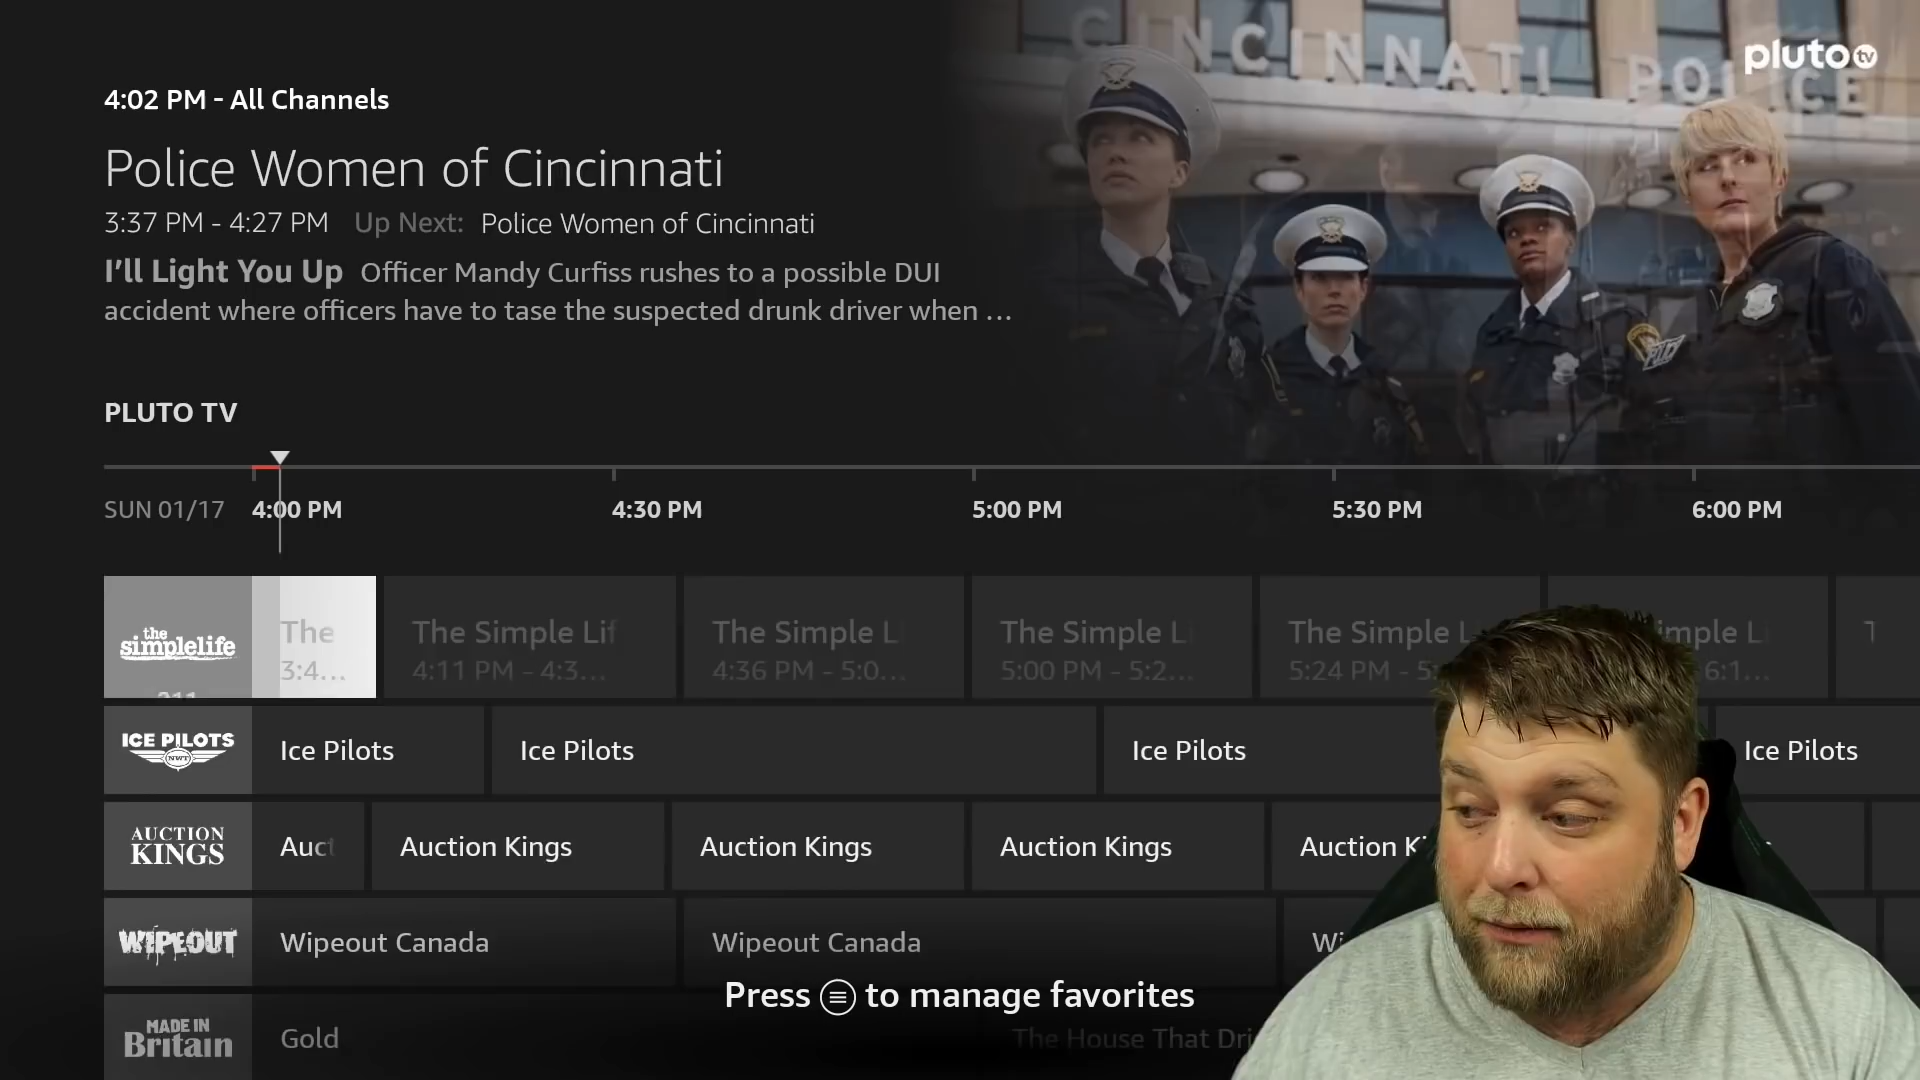 CINCINNATI POLICE
pluto tv
4:02 PM - All Channels
Police Women of Cincinnati
3:37 PM - 4:27 PM Up Next: Police Women of Cincinnati
I'll Light You Up Officer Mandy Curfiss rushes to a possible DUI
accident where officers have to tase the suspected drunk driver when …
PLUTO TV
SUN 01/17 4:00 PM 4:30 PM 5:00 PM 5:30 PM 6:00 PM
the
simplelife
The
3:4...
The Simple Lif
4:11 PM - 4:3...
The Simple L
4:36 PM - 5:0...
The Simple L
5:00 PM - 5:2...
The Simple L
5:24 PM - 5:
mple L
6:1...
ICE PILOTS
NWT
Ice Pilots Ice Pilots Ice Pilots Ice Pilots
AUCTION
KINGS
Auct Auction Kings Auction Kings Auction Kings Auction Ki
WIPEOUT
Wipeout Canada Wipeout Canada Wi
Press to manage favorites
MADE IN
Britain
Gold The House That Dri